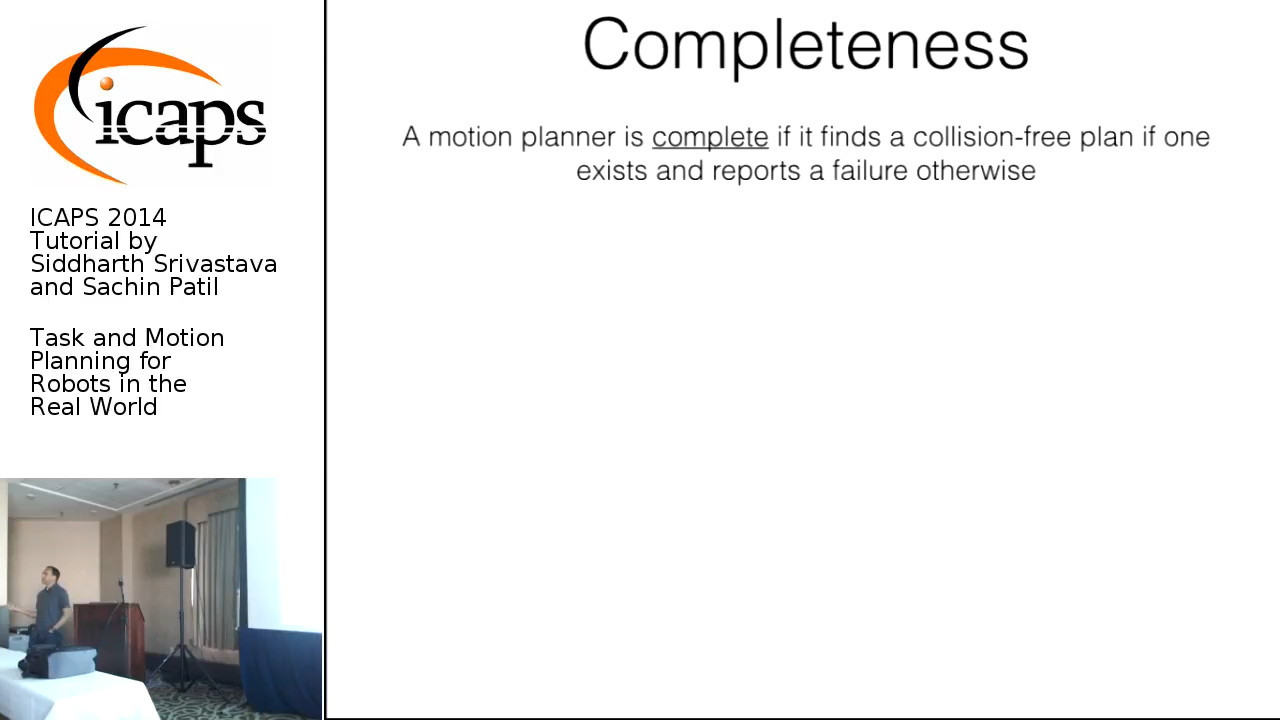 icaps
ICAPS 2014
Tutorial by
Siddharth Srivastava
and Sachin Patil
Task and Motion
Planning for
Robots in the
Real World
Completeness
A motion planner is complete if it finds a collision-free plan if one
exists and reports a failure otherwise